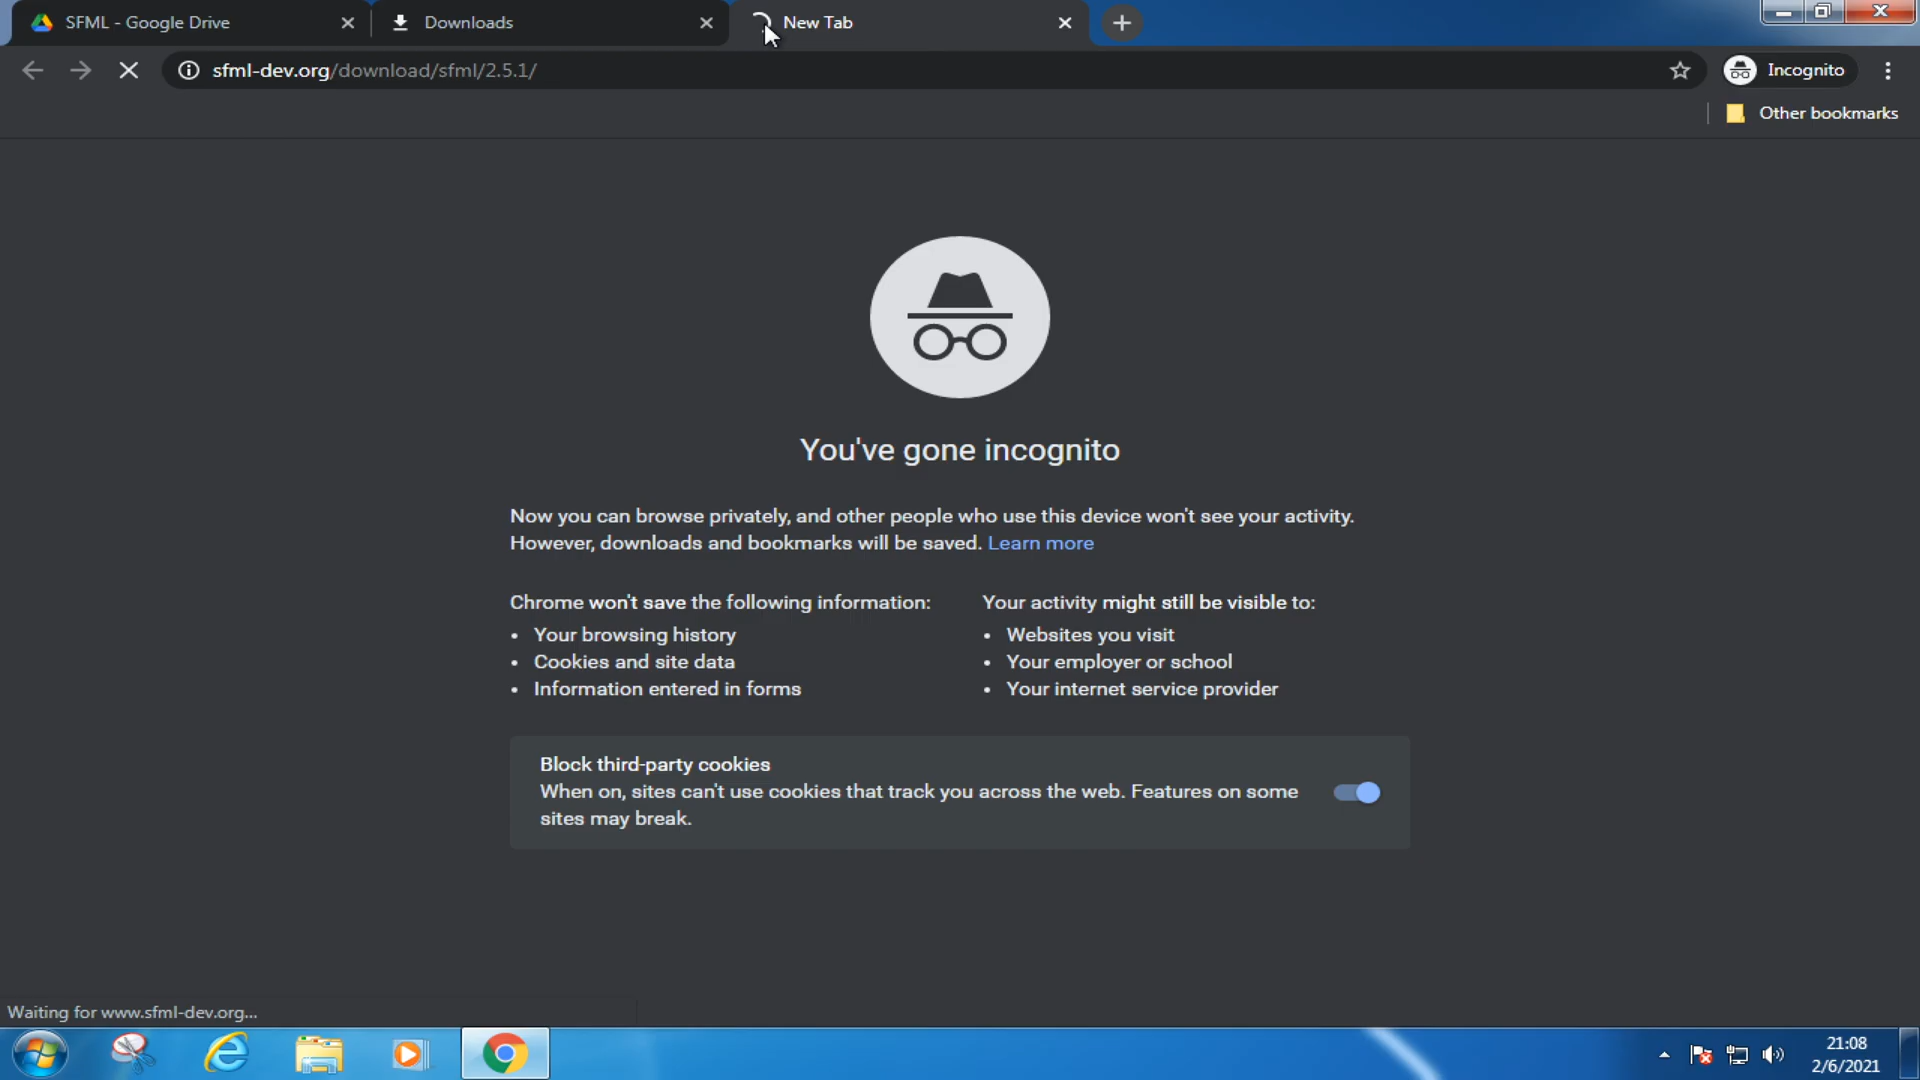 SFML - Google Drive
Downloads
New Tab
sfml-dev.org/download/sfml/2.5.1/
Incognito
Other bookmarks
You've gone incognito
Now you can browse privately, and other people who use this device won't see your activity.
However, downloads and bookmarks will be saved. Learn more
Chrome won't save the following information:
• Your browsing history
• Cookies and site data
• Information entered in forms
Your activity might still be visible to:
• Websites you visit
• Your employer or school
• Your internet service provider
Block third-party cookies
When on, sites can't use cookies that track you across the web. Features on some
sites may break.
Waiting for www.sfml-dev.org...
21:08
2/6/2021